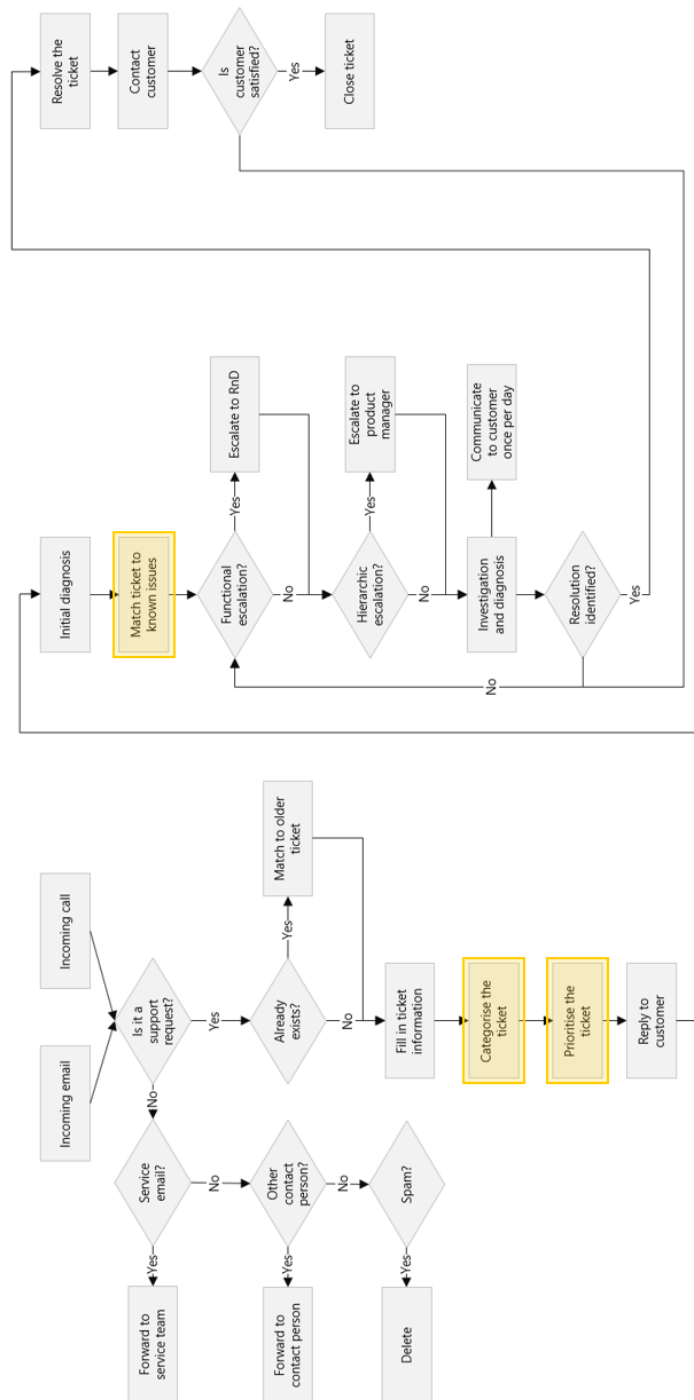 Incoming email
Incoming call
Is it a
support
request?
No
Yes
Service
email?
Yes
No
Forward to
service team
Other
contact
person?
Yes
No
Forward to
contact person
Spam?
Yes
Delete
Already
exists?
Yes
No
Match to older
ticket
Fill in ticket
information
Categorise the
ticket
Prioritise the
ticket
Reply to
customer
Initial diagnosis
Match ticket to
known issues
Functional
escalation?
Yes
No
Escalate to RnD
Hierarchic
escalation?
Yes
No
Escalate to
product
manager
Investigation
and diagnosis
Communicate
to customer
once per day
Resolution
identified?
No
Yes
Resolve the
ticket
Contact
customer
Is
customer
satisfied?
Yes
Close ticket